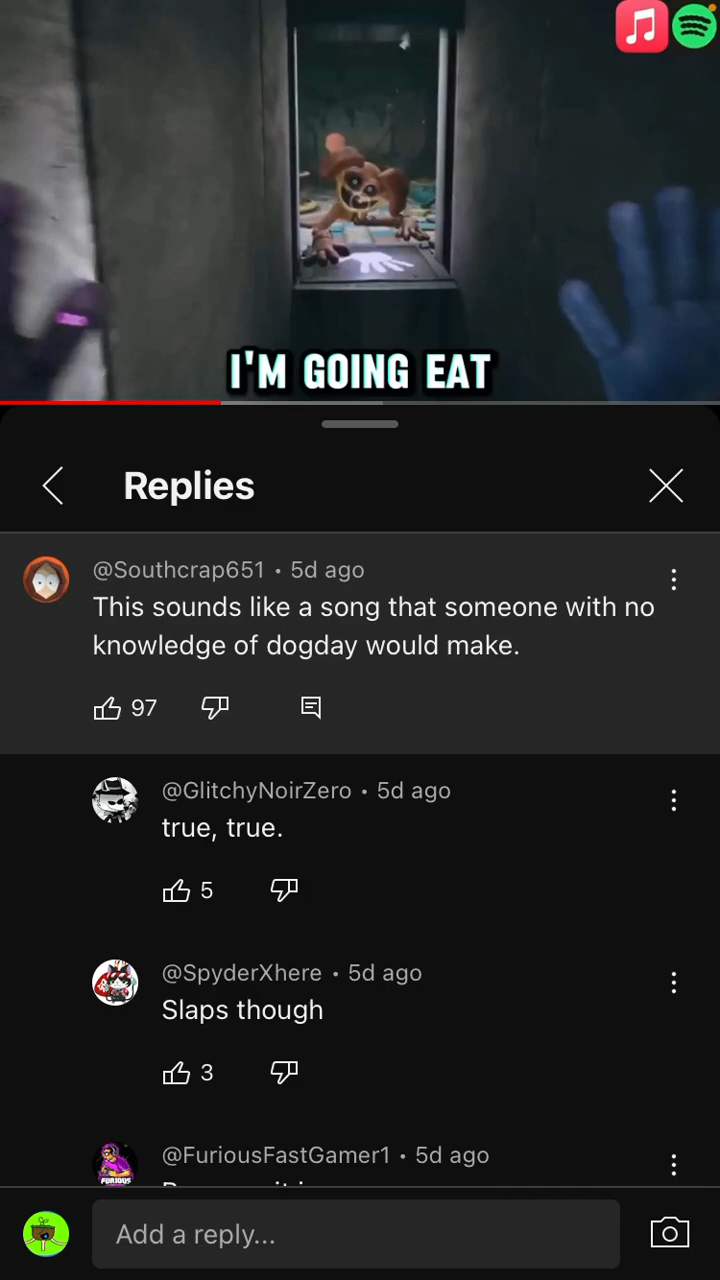 I'M GOING EAT
Replies
@Southcrap651 • 5d ago
This sounds like a song that someone with no
knowledge of dogday would make.
97
@GlitchyNoirZero • 5d ago
true, true.
5
@SpyderXhere • 5d ago
Slaps though
3
@FuriousFastGamer1 • 5d ago
FURIOUS
Add a reply...